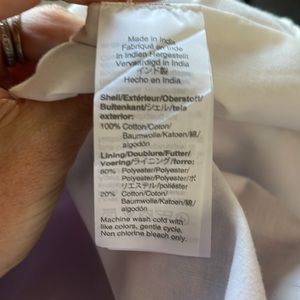 Made in India
Fabriqué en Inde
In Indien Hergestellt
Vervaardigd in India
インド製
Hecho en India
Shell/Extérieur/Oberstoff/
Buitenkant/シェル/tela
exterior:
100% Cotton/Coton/
Baumwolle/Katoen/綿/
algodón
Lining/Doublure/Futter/
Voering/ライニング/forro:
80% Polyester/Polyester/
Polyester/Polyester/ポ
リエステル/poliéster
20% Cotton/Coton/
Baumwolle/Katoen/綿/
algodón
Machine wash cold with
like colors, gentle cycle.
Non chlorine bleach only.